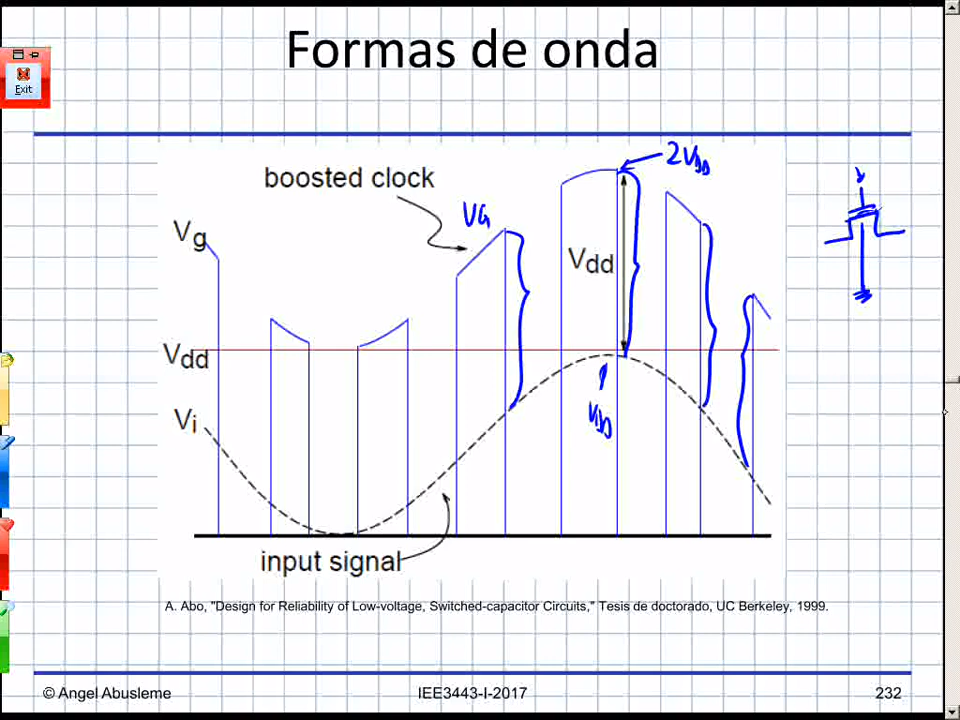 Formas de onda
Exit
2VDD
boosted clock
VG
Vg
Vdd
Vdd
VDD
Vi
input signal
A. Abo, "Design for Reliability of Low-voltage, Switched-capacitor Circuits," Tesis de doctorado, UC Berkeley, 1999.
© Angel Abusleme
IEE3443-I-2017
232